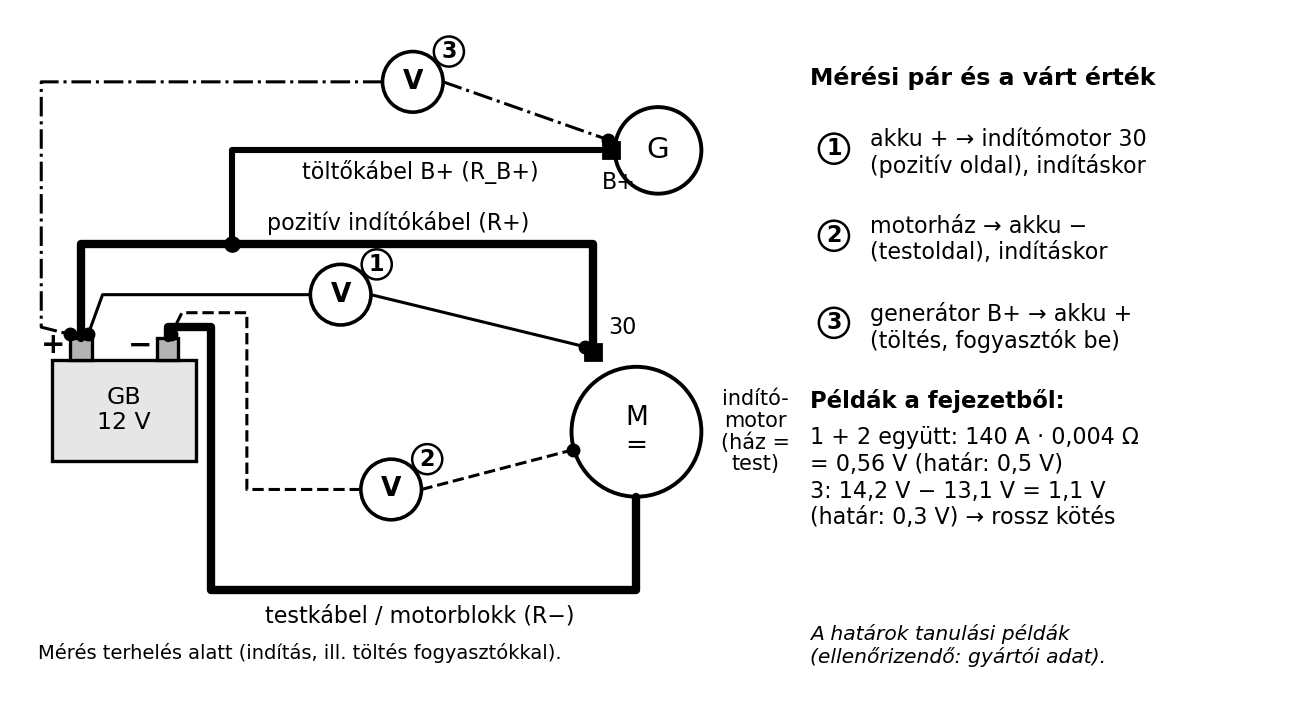 3
V
G
töltőkábel B+ (R_B+)
B+
pozitív indítókábel (R+)
1
V
30
+
−
GB
12 V
M
=
indító-
motor
(ház =
test)
2
V
testkábel / motorblokk (R−)
Mérés terhelés alatt (indítás, ill. töltés fogyasztókkal).
Mérési pár és a várt érték
1 akku + → indítómotor 30
(pozitív oldal), indításkor
2 motorház → akku −
(testoldal), indításkor
3 generátor B+ → akku +
(töltés, fogyasztók be)
Példák a fejezetből:
1 + 2 együtt: 140 A · 0,004 Ω
= 0,56 V (határ: 0,5 V)
3: 14,2 V − 13,1 V = 1,1 V
(határ: 0,3 V) → rossz kötés
A határok tanulási példák
(ellenőrizendő: gyártói adat).